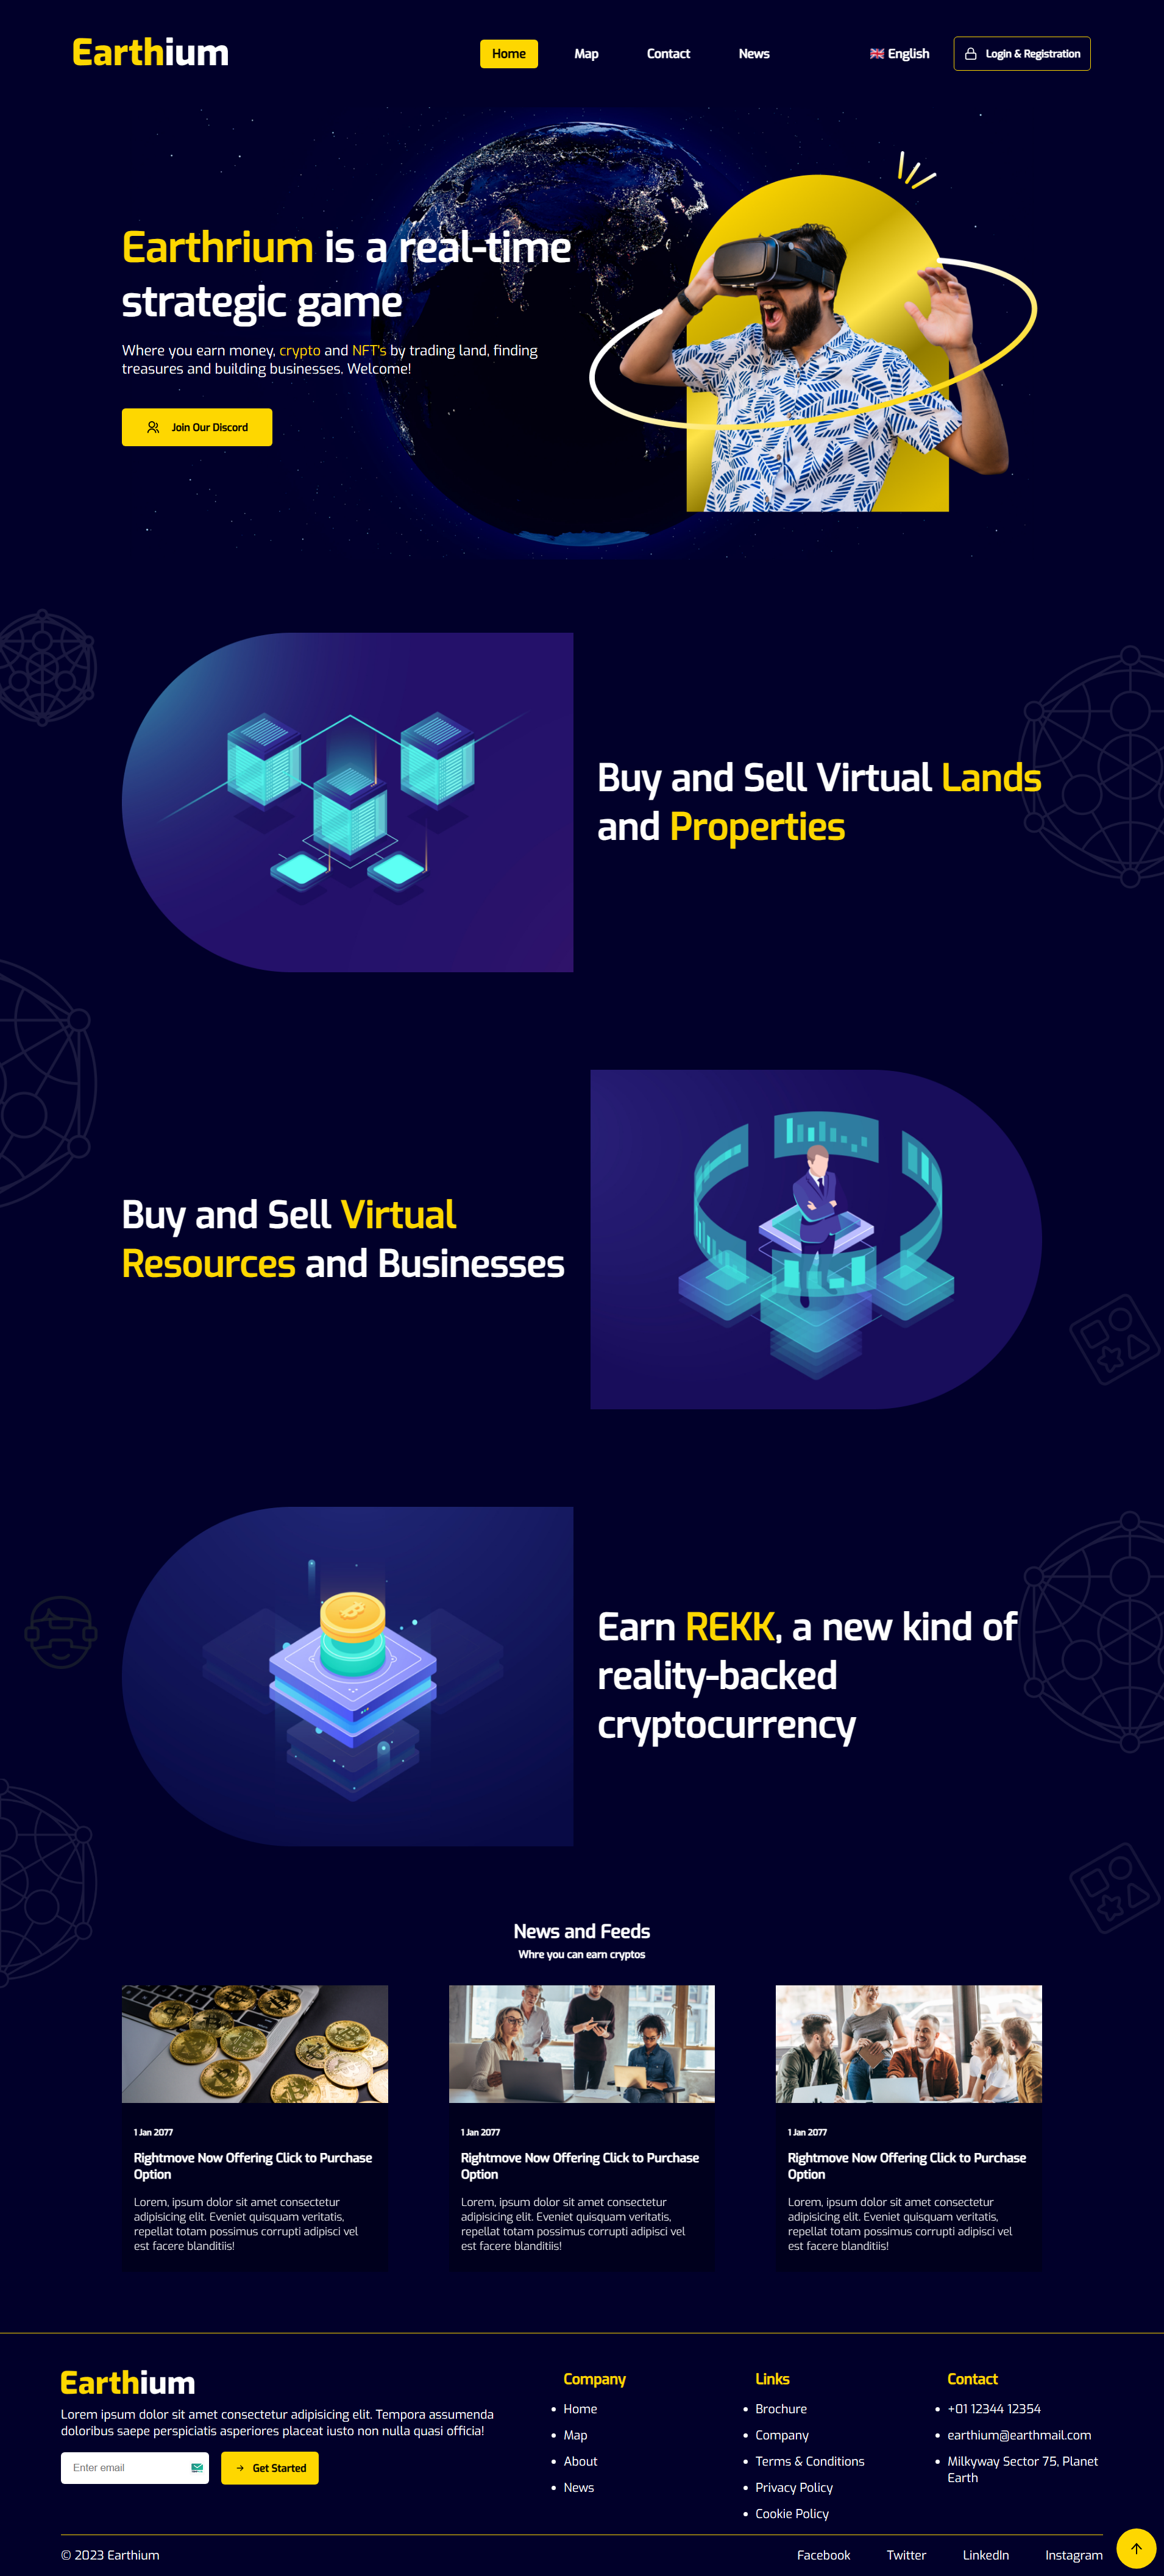 Earthium
Home Map Contact News English Login & Registration
Earthrium is a real-time
strategic game
Where you earn money, crypto and NFT's by trading land, finding
treasures and building businesses. Welcome!
Join Our Discord
Buy and Sell Virtual Lands
and Properties
Buy and Sell Virtual
Resources and Businesses
Earn REKK, a new kind of
reality-backed
cryptocurrency
News and Feeds
Whre you can earn cryptos
1 Jan 2077
Rightmove Now Offering Click to Purchase
Option
Lorem, ipsum dolor sit amet consectetur
adipisicing elit. Eveniet quisquam veritatis,
repellat totam possimus corrupti adipisci vel
est facere blanditiis!
1 Jan 2077
Rightmove Now Offering Click to Purchase
Option
Lorem, ipsum dolor sit amet consectetur
adipisicing elit. Eveniet quisquam veritatis,
repellat totam possimus corrupti adipisci vel
est facere blanditiis!
1 Jan 2077
Rightmove Now Offering Click to Purchase
Option
Lorem, ipsum dolor sit amet consectetur
adipisicing elit. Eveniet quisquam veritatis,
repellat totam possimus corrupti adipisci vel
est facere blanditiis!
Earthium
Lorem ipsum dolor sit amet consectetur adipisicing elit. Tempora assumenda
doloribus saepe perspiciatis asperiores placeat iusto non nulla quasi officia!
Enter email
Get Started
Company
Home
Map
About
News
Links
Brochure
Company
Terms & Conditions
Privacy Policy
Cookie Policy
Contact
+01 12344 12354
earthium@earthmail.com
Milkyway Sector 75, Planet
Earth
© 2023 Earthium
Facebook Twitter LinkedIn Instagram